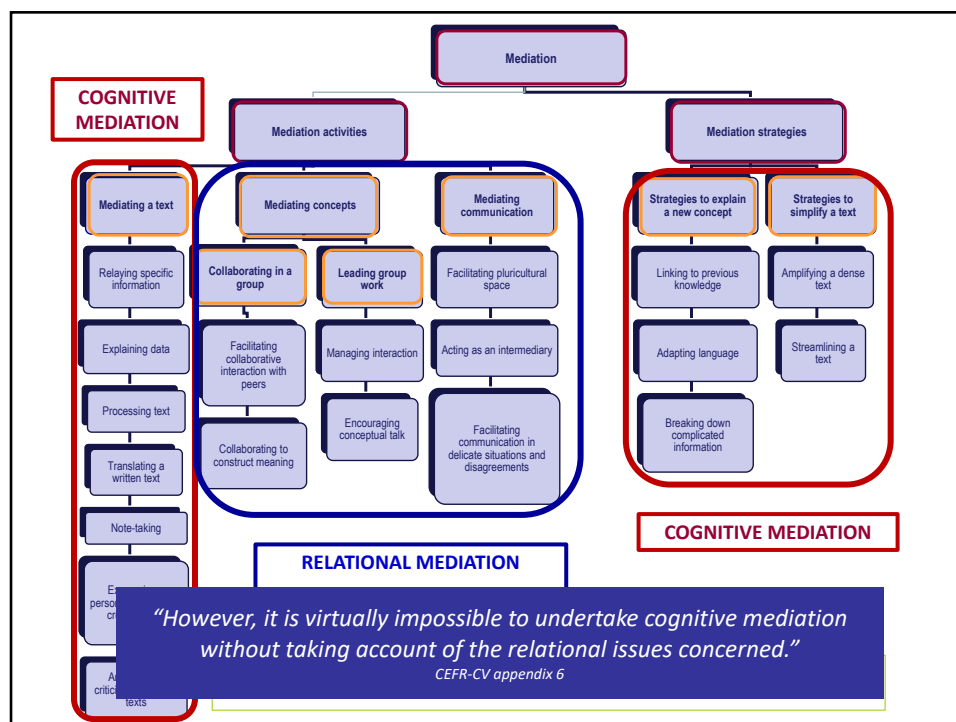 Mediation
COGNITIVE
MEDIATION
Mediation activities
Mediation strategies
Mediating a text
Mediating concepts
Mediating
communication
Strategies to explain
a new concept
Strategies to
simplify a text
Relaying specific
information
Collaborating in a
group
Leading group
work
Facilitating pluricultural
space
Linking to previous
knowledge
Amplifying a dense
text
Explaining data
Facilitating
collaborative
interaction with
peers
Managing interaction
Acting as an intermediary
Adapting language
Streamlining a
text
Processing text
Translating a
written text
Collaborating to
construct meaning
Encouraging
conceptual talk
Facilitating
communication in
delicate situations and
disagreements
Breaking down
complicated
information
Note-taking
COGNITIVE MEDIATION
RELATIONAL MEDIATION
“However, it is virtually impossible to undertake cognitive mediation
without taking account of the relational issues concerned.”
CEFR-CV appendix 6
texts